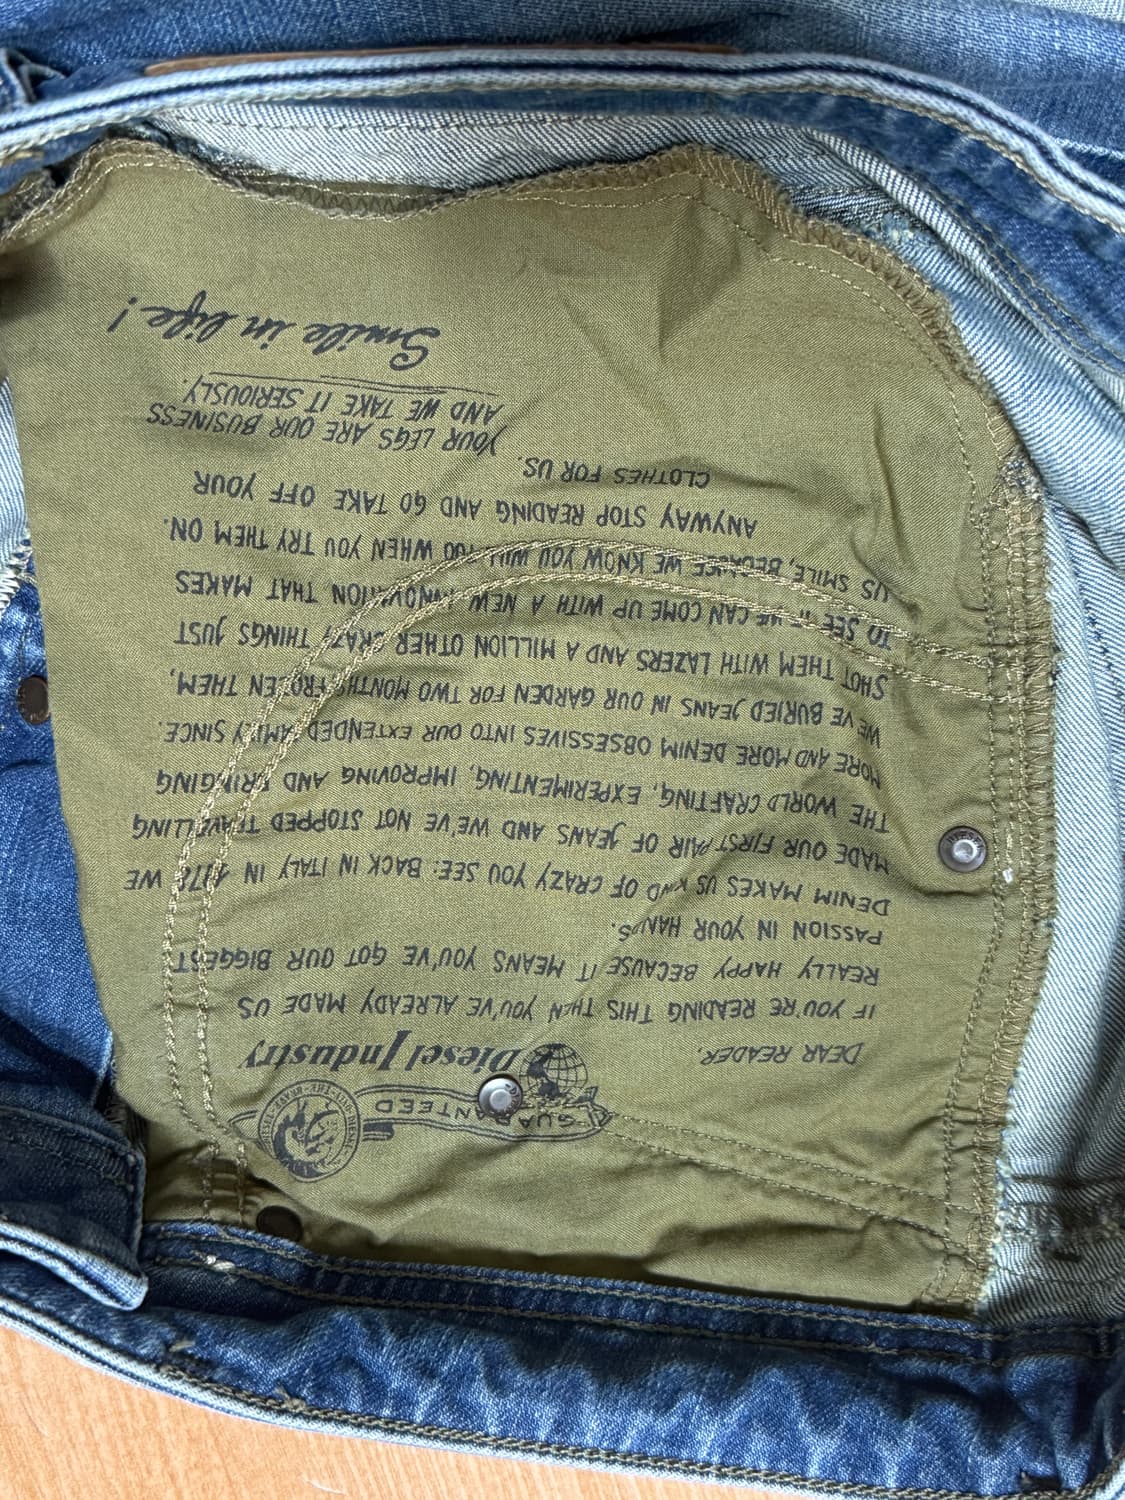 GUARANTEED
Diesel Industry
DEAR READER,
IF YOU'RE READING THIS THEN YOU'VE ALREADY MADE US
REALLY HAPPY BECAUSE IT MEANS YOU'VE GOT OUR BIGGEST
PASSION IN YOUR HANDS.
DENIM MAKES US KIND OF CRAZY YOU SEE: BACK IN ITALY IN 1978 WE
MADE OUR FIRST PAIR OF JEANS AND WE'VE NOT STOPPED TRAVELLING
THE WORLD CRAFTING, EXPERIMENTING, IMPROVING AND BRINGING
MORE AND MORE DENIM OBSESSIVES INTO OUR EXTENDED FAMILY SINCE.
WE'VE BURIED JEANS IN OUR GARDEN FOR TWO MONTHS, FROZEN THEM,
SHOT THEM WITH LAZERS AND A MILLION OTHER CRAZY THINGS JUST
TO SEE IF WE CAN COME UP WITH A NEW INNOVATION THAT MAKES
US SMILE, BECAUSE WE KNOW YOU WILL TOO WHEN YOU TRY THEM ON.
ANYWAY STOP READING AND GO TAKE OFF YOUR
CLOTHES FOR US.
YOUR LEGS ARE OUR BUSINESS
AND WE TAKE IT SERIOUSLY.
Smile in life!